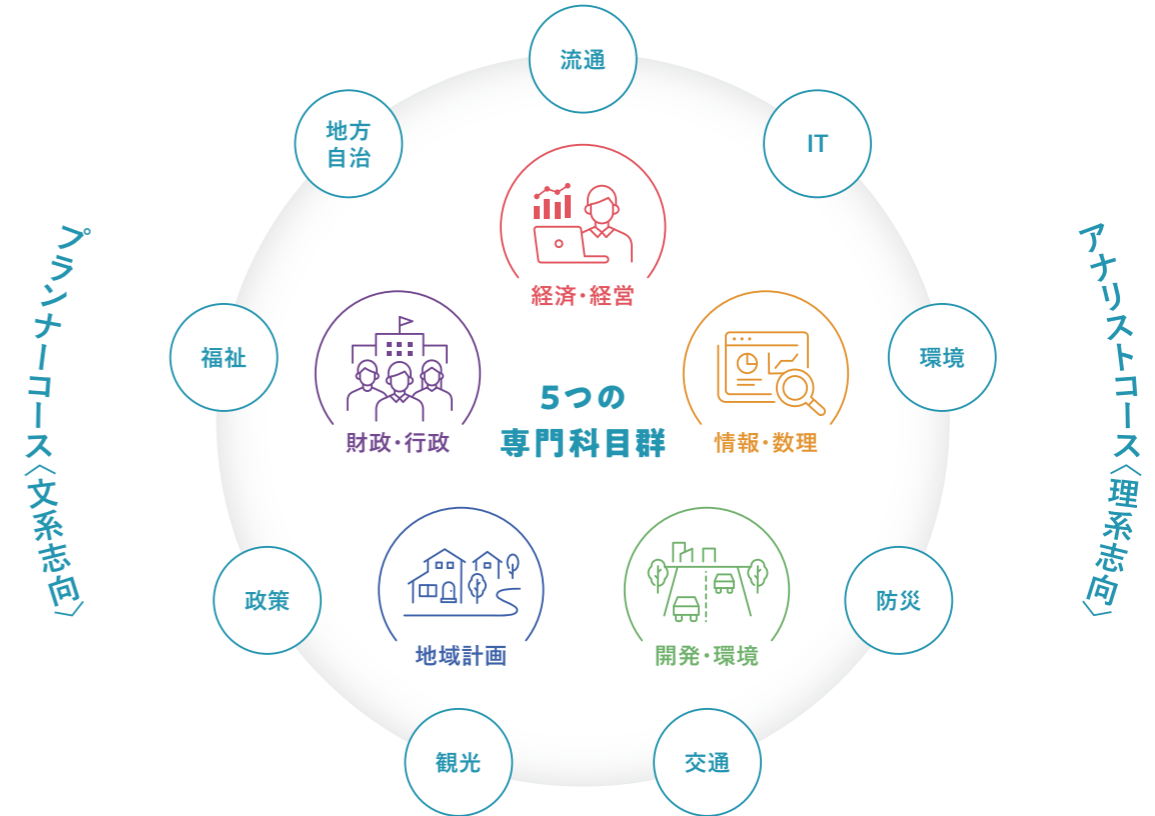 流通
地方
自治
IT
プランナーコース〈文系志向〉
アナリストコース〈理系志向〉
経済・経営
福祉
環境
5つの
専門科目群
財政・行政
情報・数理
政策
防災
地域計画
開発・環境
観光
交通